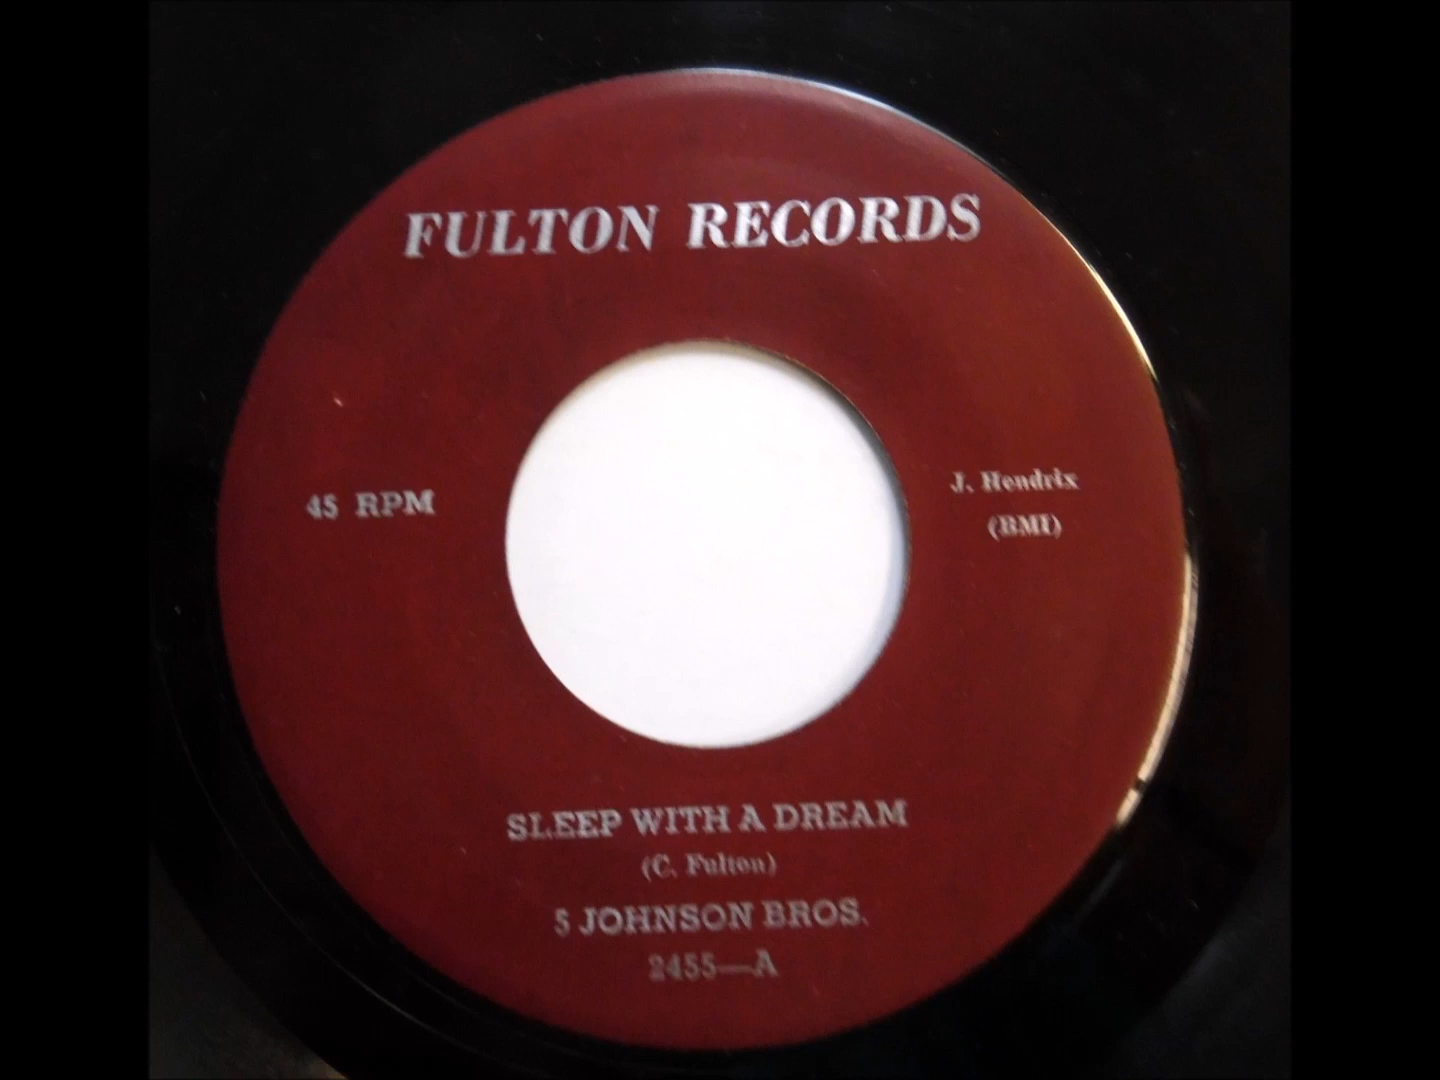 FULTON RECORDS
45 RPM
J. Hendrix
(BMI)
SLEEP WITH A DREAM
(C. Fulton)
5 JOHNSON BROS.
2455—A